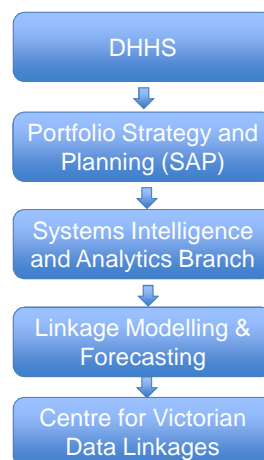 DHHS
Portfolio Strategy and
Planning (SAP)
Systems Intelligence
and Analytics Branch
Linkage Modelling &
Forecasting
Centre for Victorian
Data Linkages